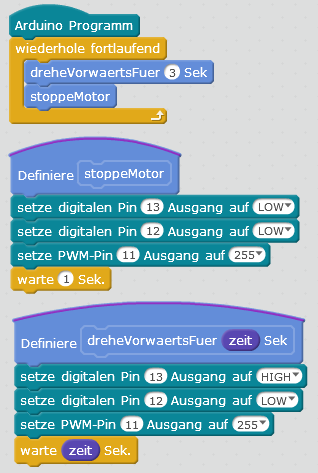 Arduino Programm
wiederhole fortlaufend
dreheVorwaertsFuer 3 Sek
stoppeMotor
Definiere stoppeMotor
setze digitalen Pin 13 Ausgang auf LOW
setze digitalen Pin 12 Ausgang auf LOW
setze PWM-Pin 11 Ausgang auf 255
warte 1 Sek.
Definiere dreheVorwaertsFuer zeit Sek
setze digitalen Pin 13 Ausgang auf HIGH
setze digitalen Pin 12 Ausgang auf LOW
setze PWM-Pin 11 Ausgang auf 255
warte zeit Sek.